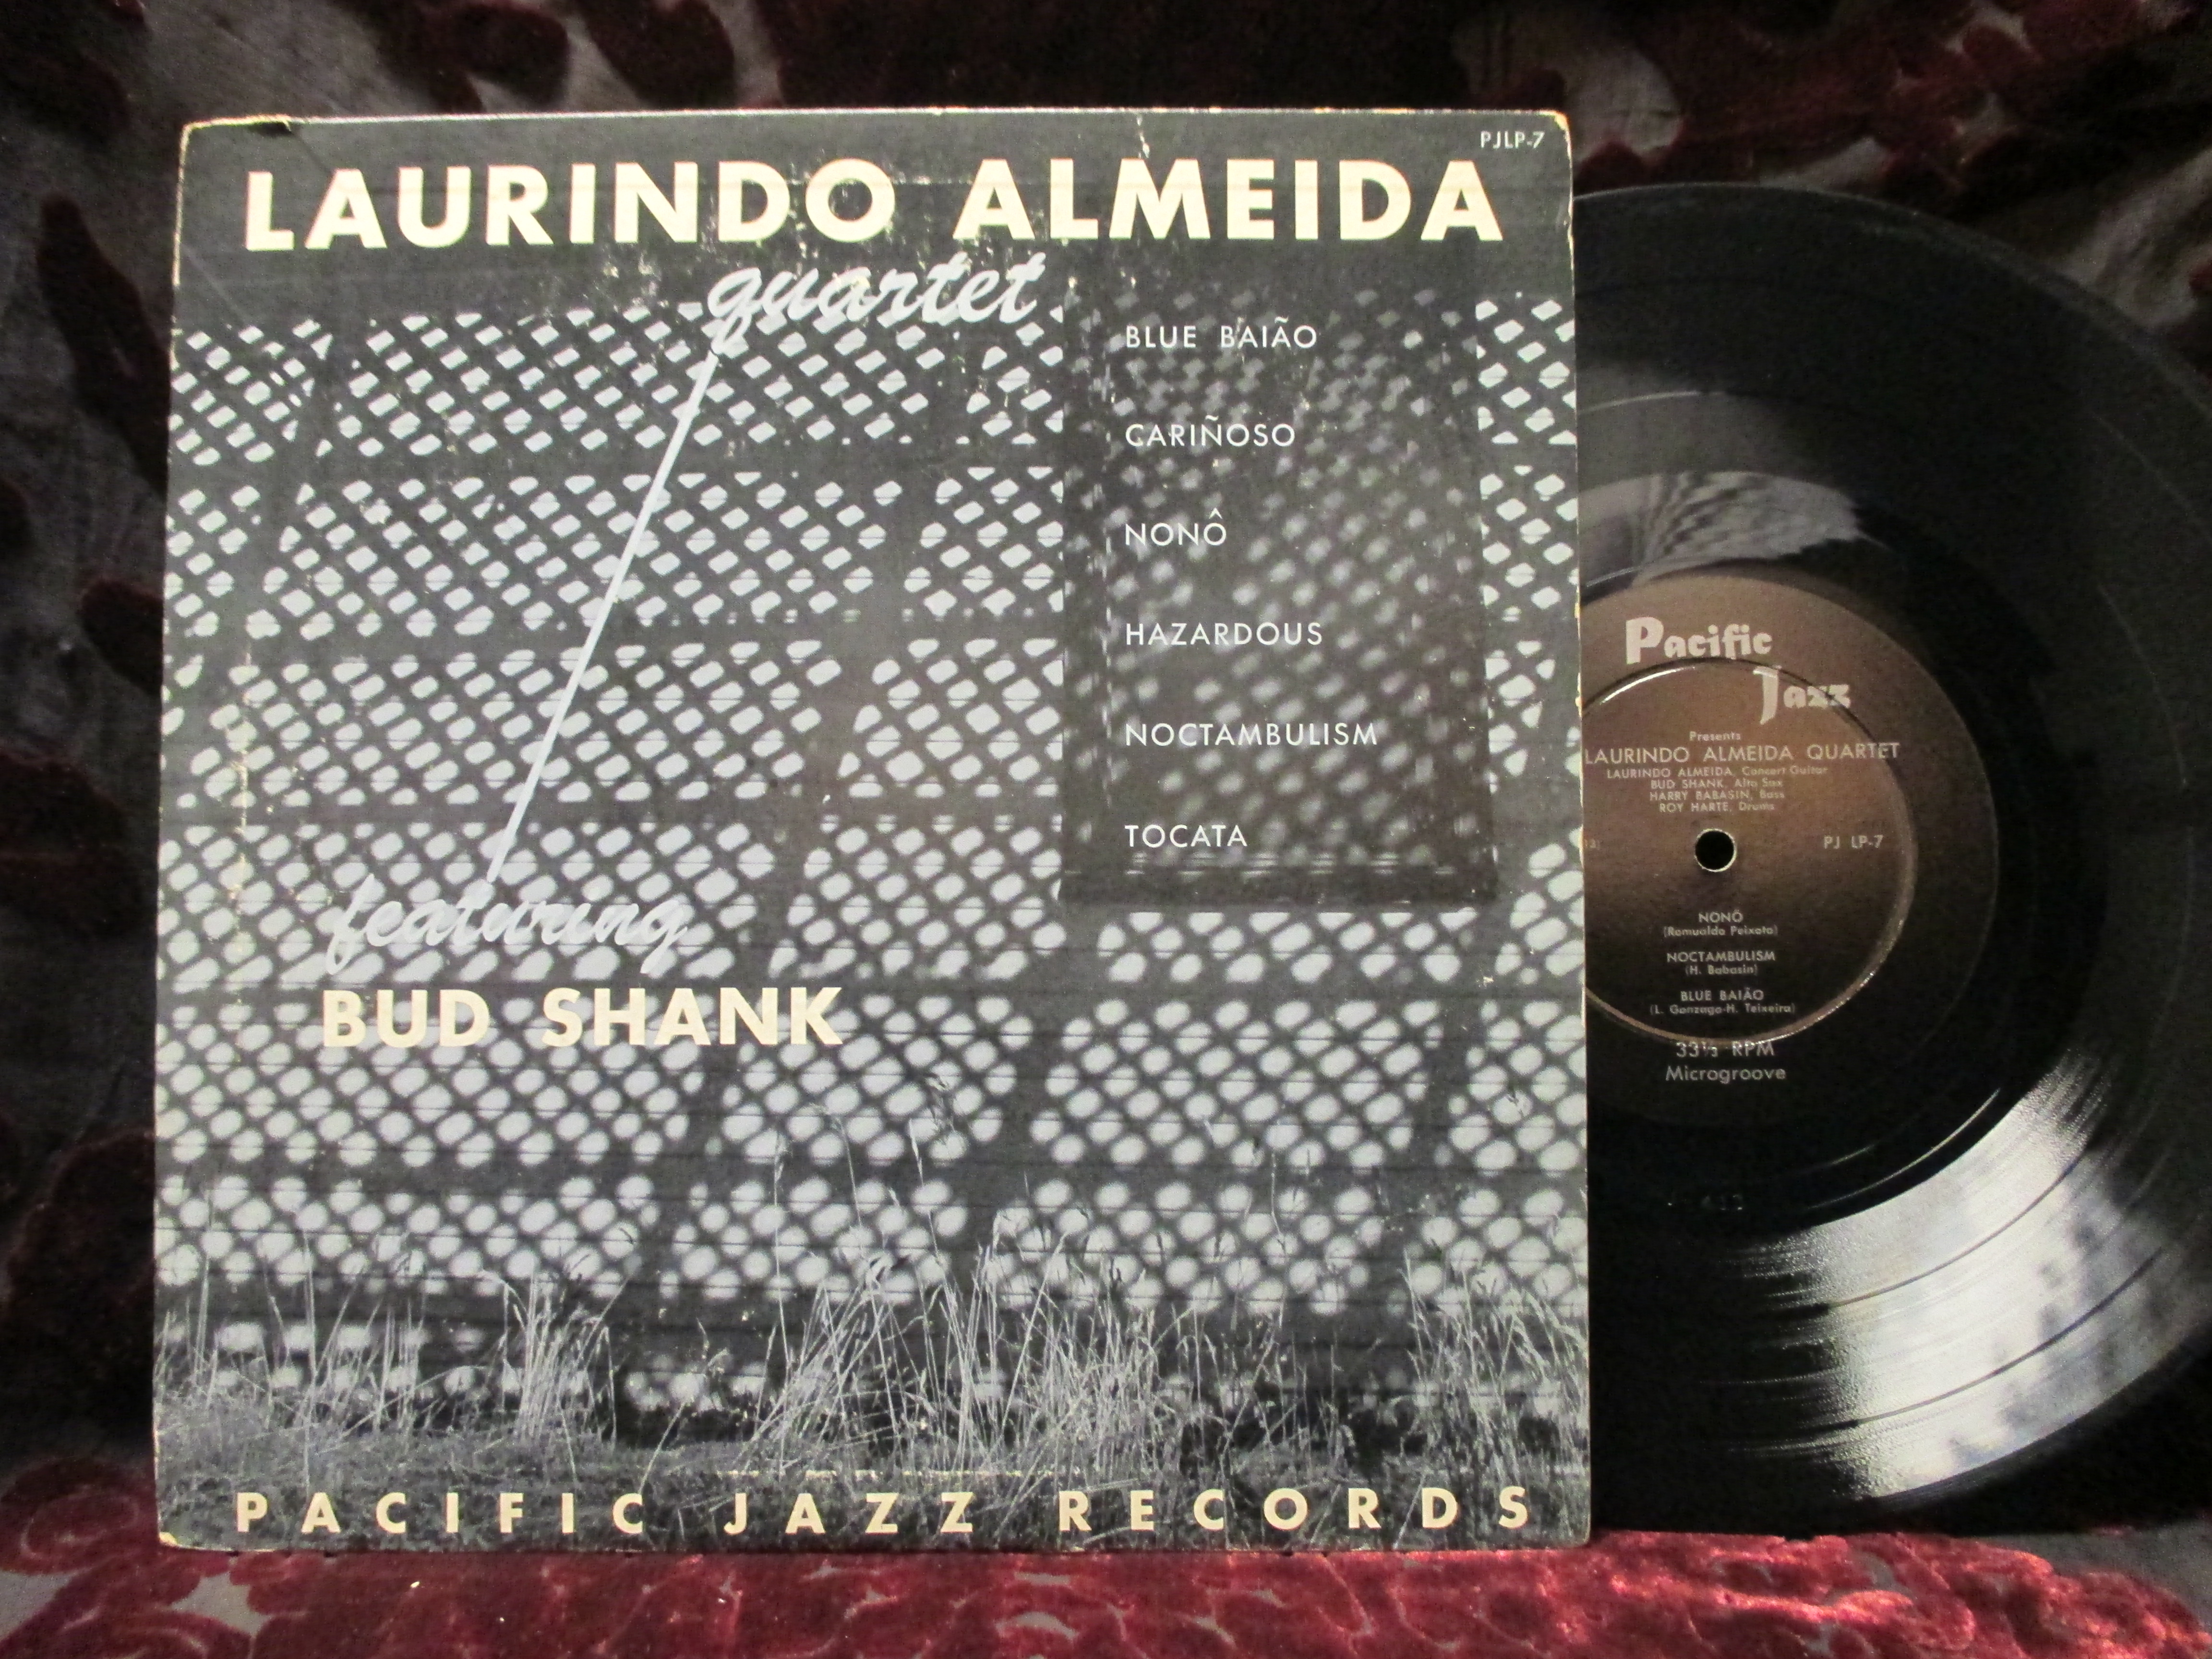 PJLP-7
LAURINDO ALMEIDA
quartet
BLUE BAIÃO
CARIÑOSO
NONÔ
HAZARDOUS
NOCTAMBULISM
TOCATA
featuring
BUD SHANK
PACIFIC JAZZ RECORDS
Pacific
Jazz
Presents
LAURINDO ALMEIDA QUARTET
LAURINDO ALMEIDA, Concert Guitar
BUD SHANK, Alto Sax
HARRY BABASIN, Bass
ROY HARTE, Drums
PJ LP-7
NONÔ
(Romualdo Peixoto)
NOCTAMBULISM
(H. Babasin)
BLUE BAIÃO
(L. Gonzaga-H. Teixeira)
33⅓ RPM
Microgroove